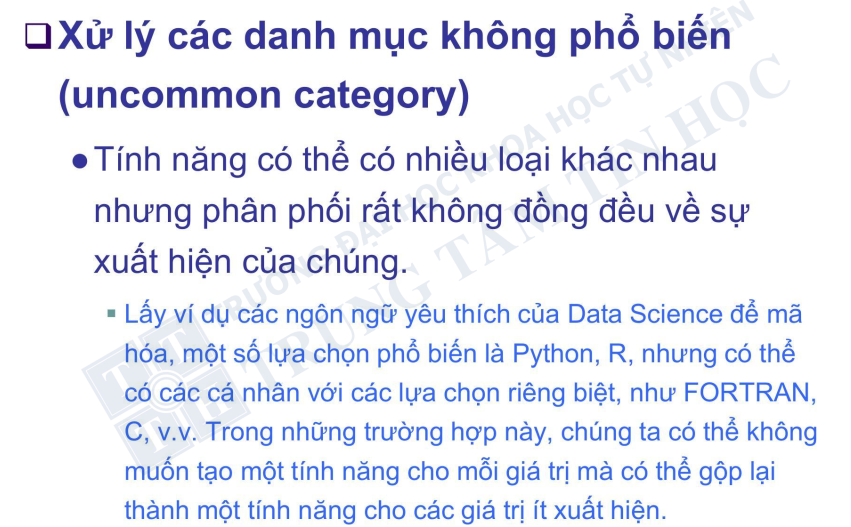 Xử lý các danh mục không phổ biến
(uncommon category)
Tính năng có thể có nhiều loại khác nhau
nhưng phân phối rất không đồng đều về sự
xuất hiện của chúng.
Lấy ví dụ các ngôn ngữ yêu thích của Data Science để mã
hóa, một số lựa chọn phổ biến là Python, R, nhưng có thể
có các cá nhân với các lựa chọn riêng biệt, như FORTRAN,
C, v.v. Trong những trường hợp này, chúng ta có thể không
muốn tạo một tính năng cho mỗi giá trị mà có thể gộp lại
thành một tính năng cho các giá trị ít xuất hiện.
TRƯỜNG ĐẠI HỌC KHOA HỌC TỰ NHIÊN
TRUNG TÂM TIN HỌC